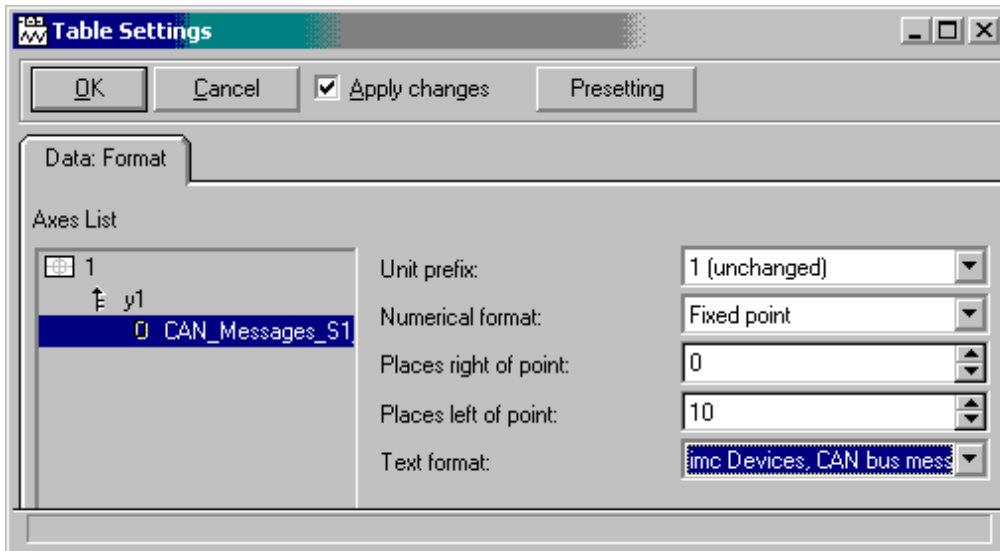 Table Settings
OK Cancel Apply changes Presetting
Data: Format
Axes List
1
y1
0 CAN_Messages_S1_
Unit prefix: 1 (unchanged)
Numerical format: Fixed point
Places right of point: 0
Places left of point: 10
Text format: imc Devices, CAN bus mess